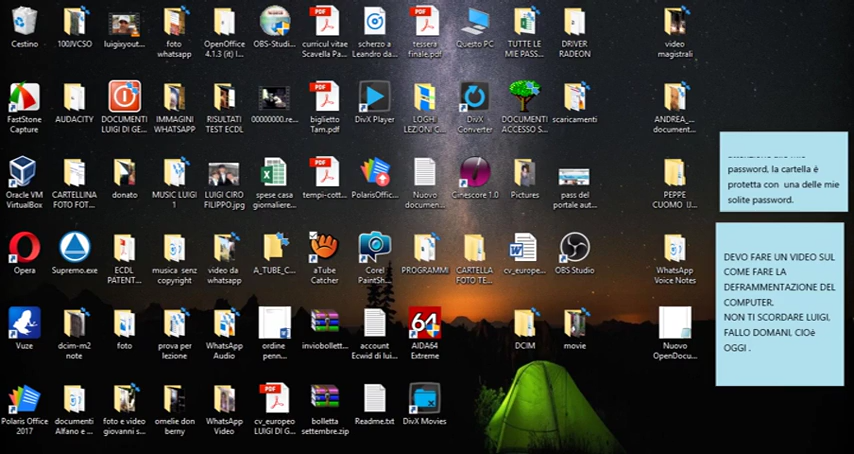 Cestino
100JVCSO
luigixyout...
foto
whatsapp
OpenOffice
4.1.3 (it) I...
OBS-Studi...
PDF
curricul vitae
Scavella Pa...
scherzo a
Leandro da...
PDF
tessera
finale.pdf
Questo PC
TUTTE LE
MIE PASS...
DRIVER
RADEON
video
magistrali
FastStone
Capture
AUDACITY
DOCUMENTI
LUIGI DI GE...
IMMAGINI
WHATSAPP
RISULTATI
TEST ECDL
00000000.re...
PDF
biglietto
Tam.pdf
DivX Player
LOGHI
LEZIONI C...
DivX
Converter
DOCUMENTI
ACCESSO S...
scaricamenti
ANDREA_...
document...
Oracle VM
VirtualBox
CARTELLINA
FOTO FOT...
donato
MUSIC LUIGI
1
LUIGI CIRO
FILIPPO.jpg
spese casa
giornaliere...
PDF
tempi-cott...
PolarisOffic...
Nuovo
documen...
Cinescore 1.0
Pictures
pass del
portale aut...
PEPPE
CUOMO
password, la cartella è
protetta con una delle mie
solite password.
Opera
Supremo.exe
ECDL
PATENT...
musica senz
copyright
video da
whatsapp
A_TUBE_C...
aTube
Catcher
Corel
PaintSh...
PROGRAMMI
CARTELLA
FOTO TE...
cv_europe...
OBS Studio
WhatsApp
Voice Notes
DEVO FARE UN VIDEO SUL
COME FARE LA
DEFRAMMENTAZIONE DEL
COMPUTER.
NON TI SCORDARE LUIGI.
FALLO DOMANI, CIOè
OGGI .
Vuze
dcim-m2
note
foto
prova per
lezione
WhatsApp
Audio
ordine
penn...
inviobollett...
account
Ecwid di lui...
64
AIDA64
Extreme
DCIM
movie
Nuovo
OpenDocu...
Polaris Office
2017
documenti
Alfano e ...
foto e video
giovanni s...
omelie don
berny
WhatsApp
Video
PDF
cv_europeo
LUIGI DI G...
bolletta
settembre.zip
Readme.txt
DivX Movies